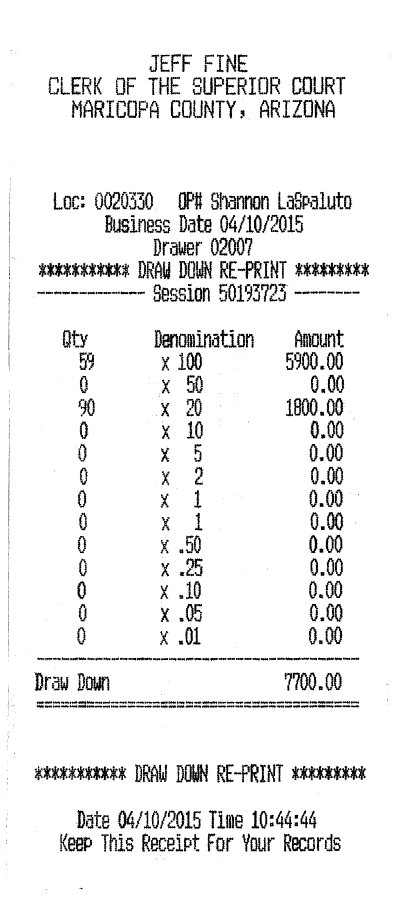 JEFF FINE
CLERK OF THE SUPERIOR COURT
MARICOPA COUNTY, ARIZONA
Loc: 0020330 OP# Shannon LaSpaluto
Business Date 04/10/2015
Drawer 02007
*********** DRAW DOWN RE-PRINT *********
------------- Session 50193723 --------
Qty Denomination Amount
59 x 100 5900.00
0 x 50 0.00
90 x 20 1800.00
0 x 10 0.00
0 x 5 0.00
0 x 2 0.00
0 x 1 0.00
0 x 1 0.00
0 x .50 0.00
0 x .25 0.00
0 x .10 0.00
0 x .05 0.00
0 x .01 0.00
Draw Down 7700.00
*********** DRAW DOWN RE-PRINT *********
Date 04/10/2015 Time 10:44:44
Keep This Receipt For Your Records